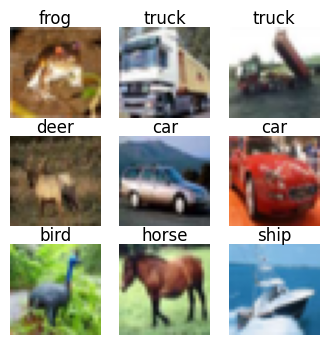 frog truck truck
deer car car
bird horse ship